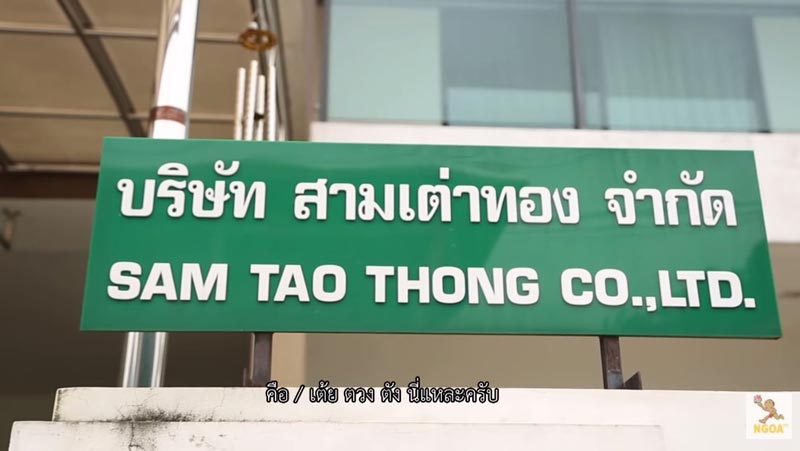 บริษัท สามเต่าทอง จำกัด
SAM TAO THONG CO.,LTD.
คือ / เต้ย ตวง ตัง นี่แหละครับ
NGOA